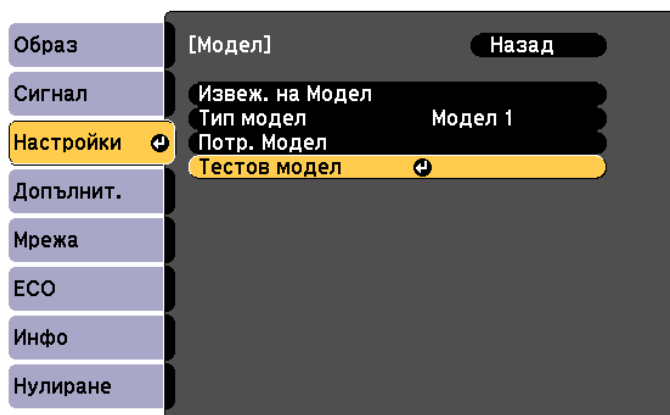 Образ
Сигнал
Настройки
Допълнит.
Мрежа
ECO
Инфо
Нулиране
[Модел] Назад
Извеж. на Модел
Тип модел Модел 1
Потр. Модел
Тестов модел